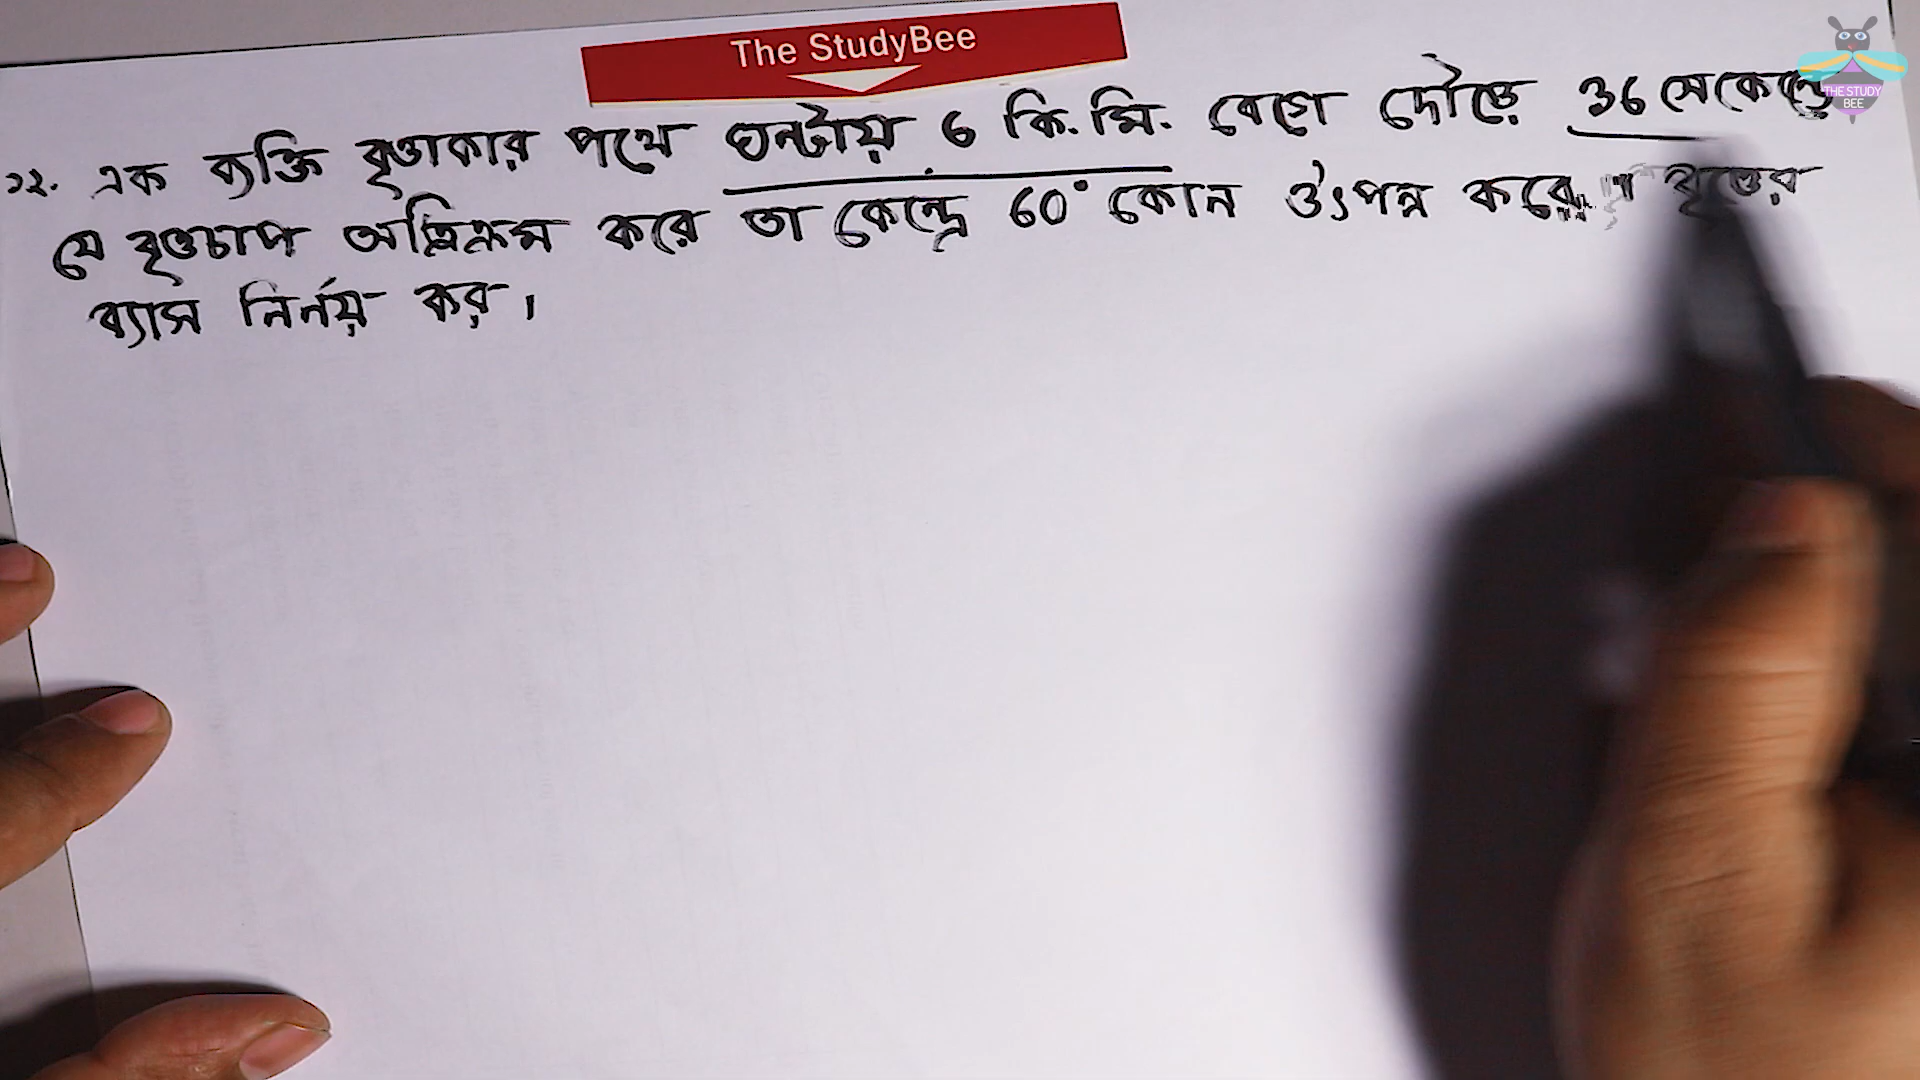 The StudyBee
THE STUDY
BEE
১২. এক ব্যক্তি বৃত্তাকার পথে ঘন্টায় 6 কি.মি. বেগে দৌড়ে 36 সেকেন্ডে
যে বৃত্তচাপ অতিক্রম করে তা কেন্দ্রে 60° কোন উৎপন্ন করে। বৃত্তের
ব্যাস নির্নয় কর।